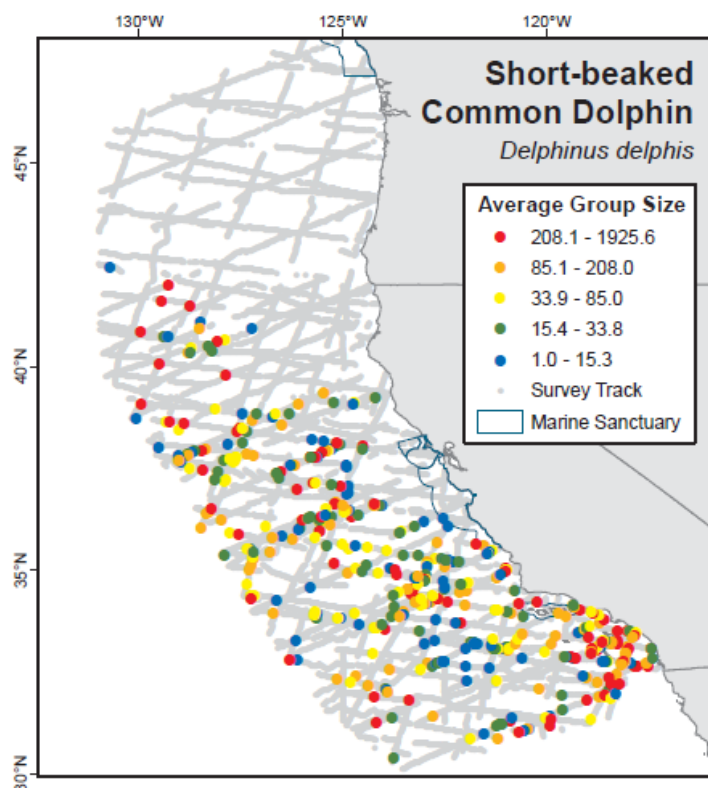 130°W 125°W 120°W
Short-beaked
Common Dolphin
Delphinus delphis
45°N
Average Group Size
208.1 - 1925.6
85.1 - 208.0
33.9 - 85.0
15.4 - 33.8
1.0 - 15.3
Survey Track
Marine Sanctuary
40°N
35°N
30°N